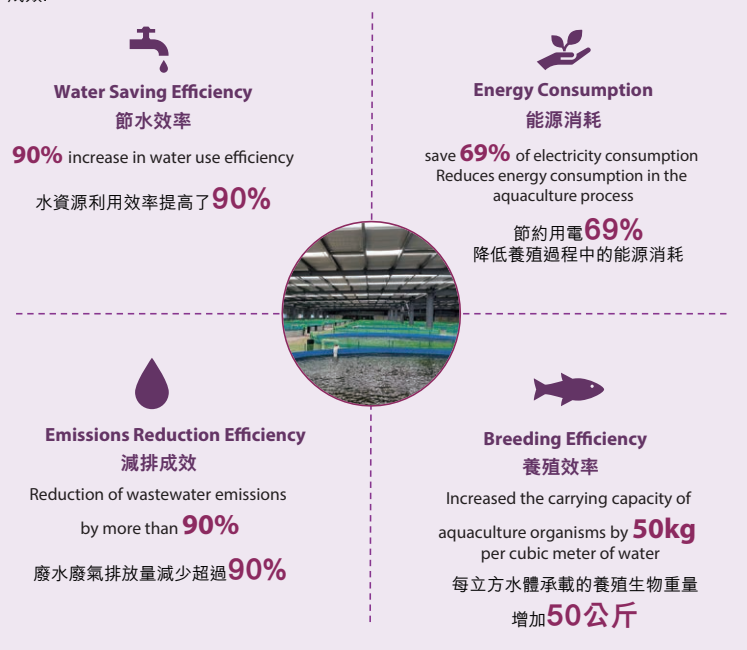 成效:
Water Saving Efficiency
節水效率
90% increase in water use efficiency
水資源利用效率提高了90%
Energy Consumption
能源消耗
save 69% of electricity consumption
Reduces energy consumption in the
aquaculture process
節約用電69%
降低養殖過程中的能源消耗
Emissions Reduction Efficiency
減排成效
Reduction of wastewater emissions
by more than 90%
廢水廢氣排放量減少超過90%
Breeding Efficiency
養殖效率
Increased the carrying capacity of
aquaculture organisms by 50kg
per cubic meter of water
每立方水體承載的養殖生物重量
增加50公斤